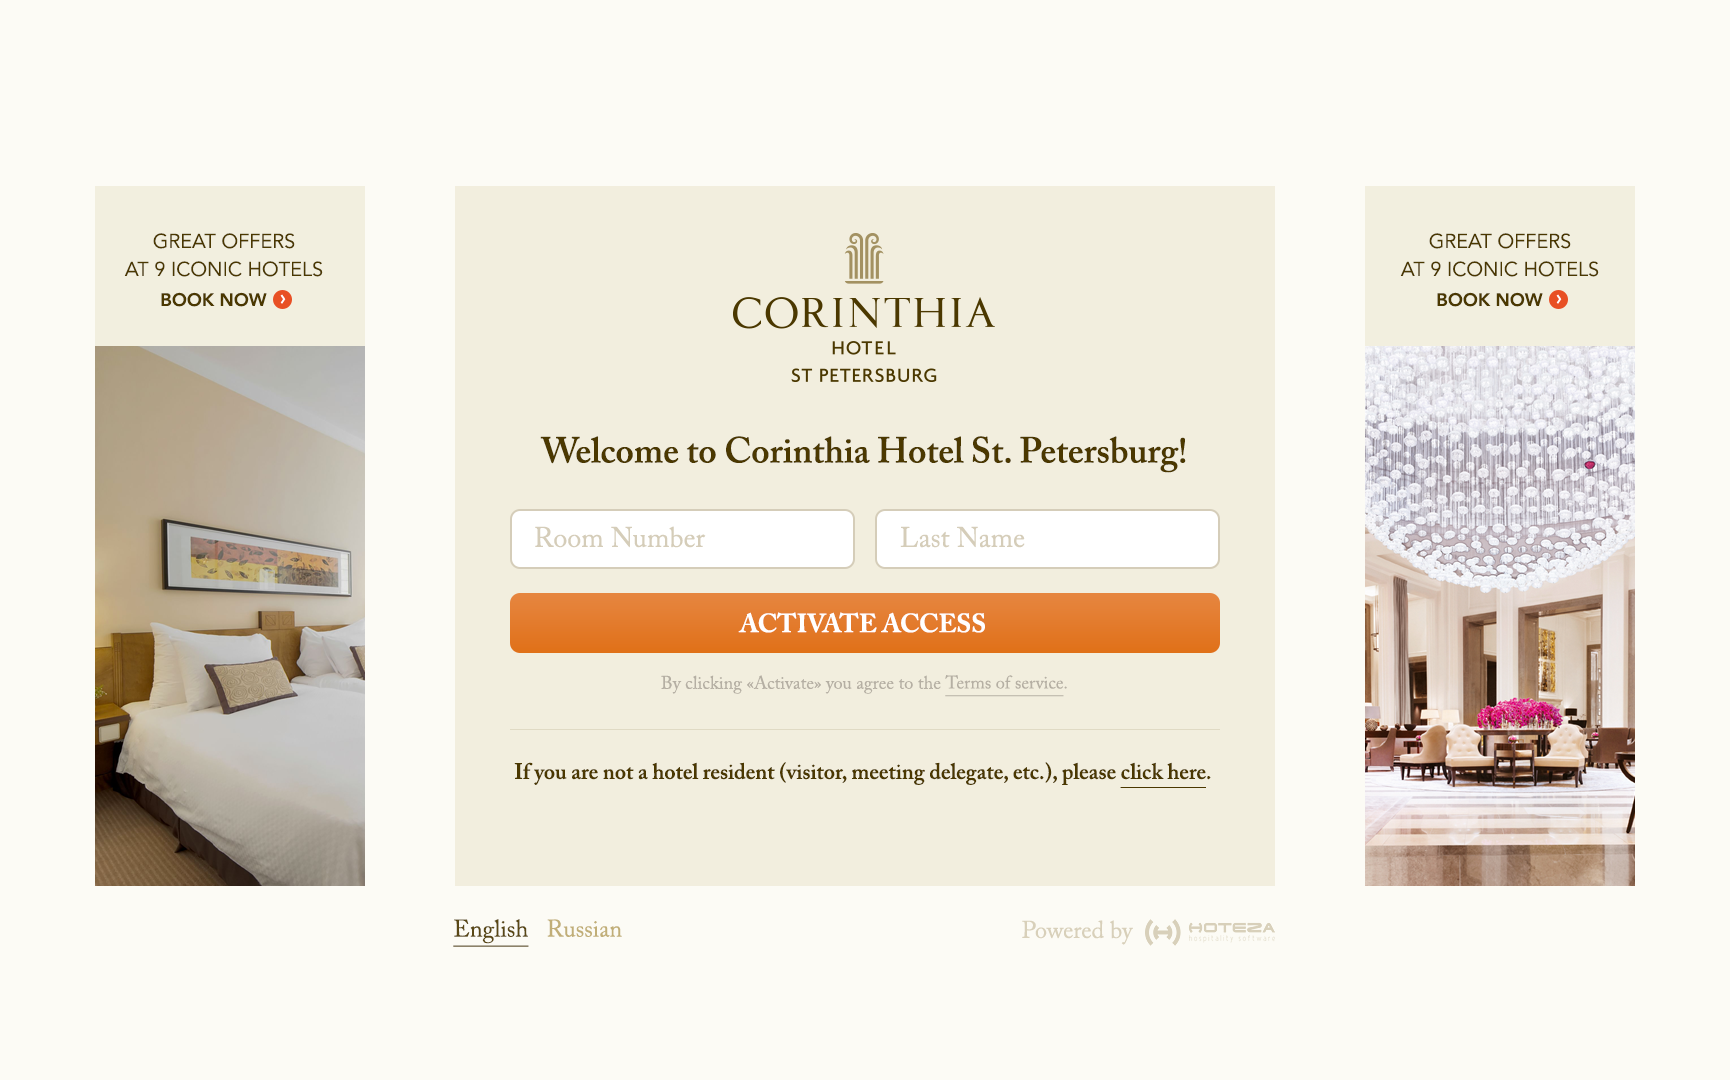 GREAT OFFERS
AT 9 ICONIC HOTELS
BOOK NOW
CORINTHIA
HOTEL
ST PETERSBURG
Welcome to Corinthia Hotel St. Petersburg!
Room Number
Last Name
ACTIVATE ACCESS
By clicking «Activate» you agree to the Terms of service.
If you are not a hotel resident (visitor, meeting delegate, etc.), please click here.
GREAT OFFERS
AT 9 ICONIC HOTELS
BOOK NOW
English
Russian
Powered by
HOTEZA
hospitality software